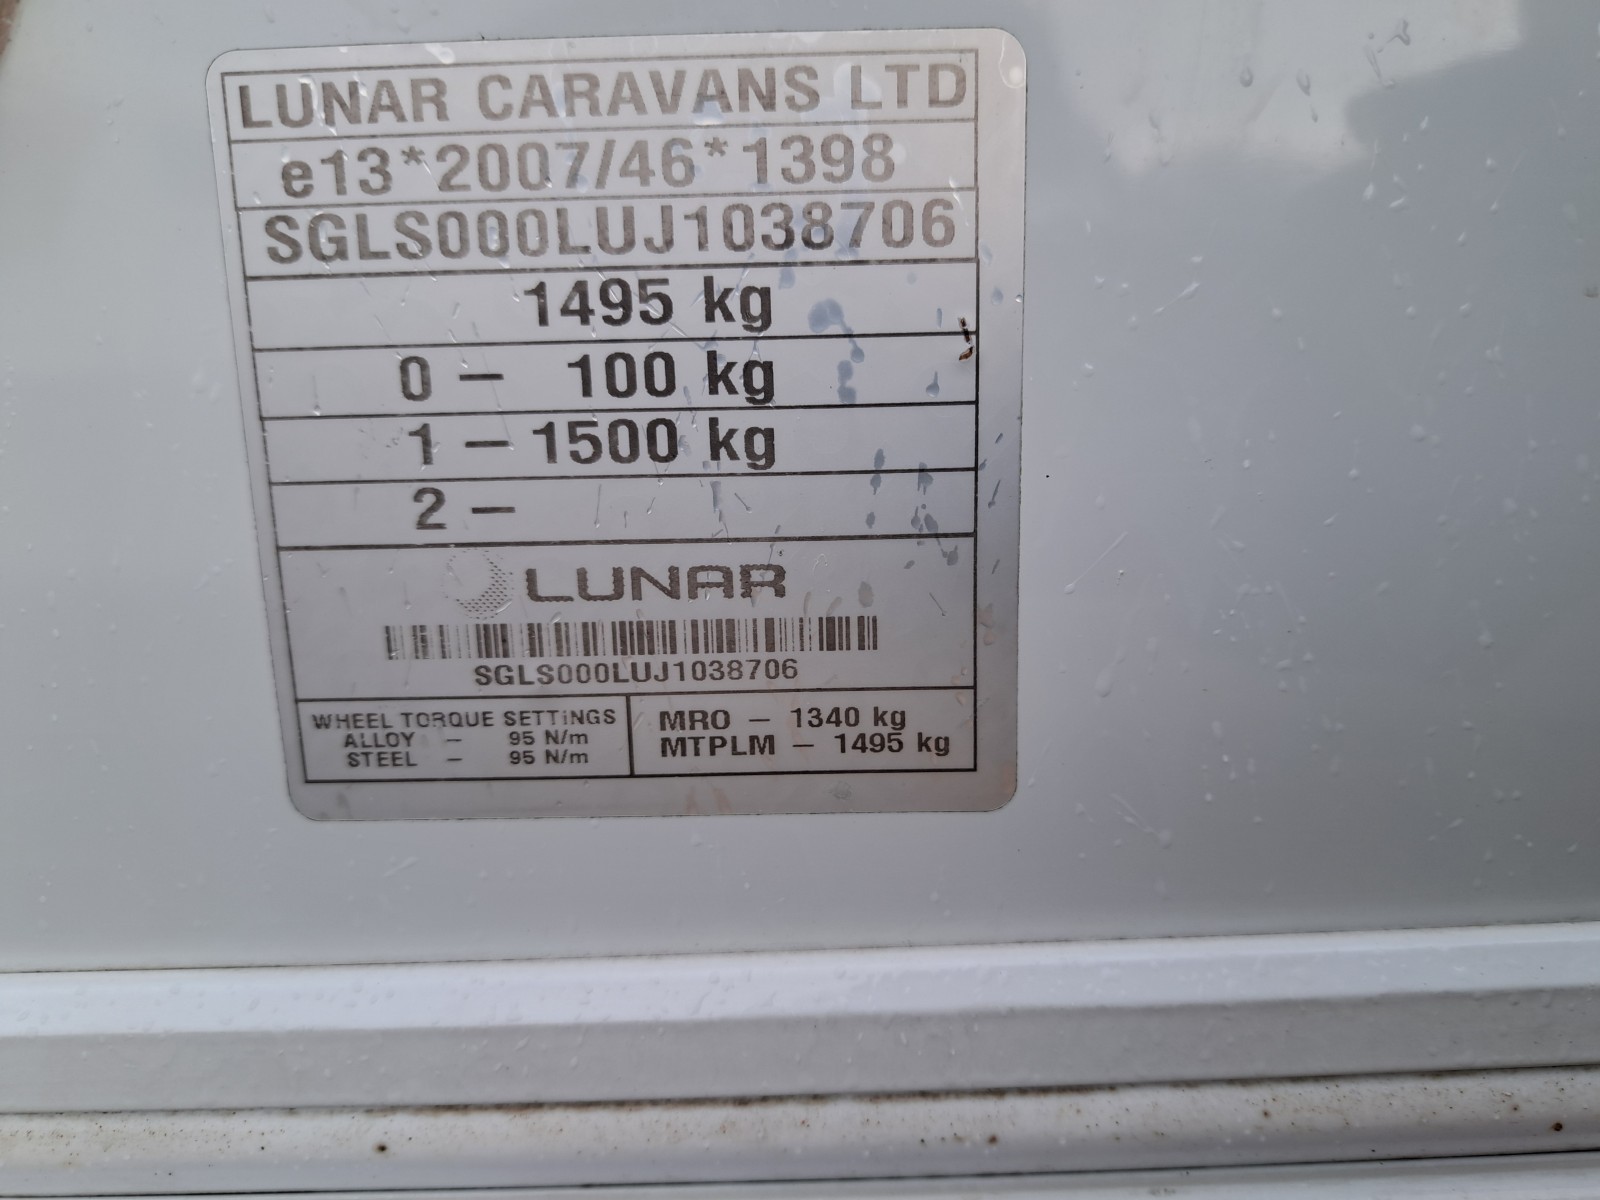 LUNAR CARAVANS LTD
e13*2007/46*1398
SGLS000LUJ1038706
1495 kg
0 – 100 kg
1 – 1500 kg
2 –
LUNAR
SGLS000LUJ1038706
WHEEL TORQUE SETTINGS
ALLOY – 95 N/m
STEEL – 95 N/m
MRO – 1340 kg
MTPLM – 1495 kg